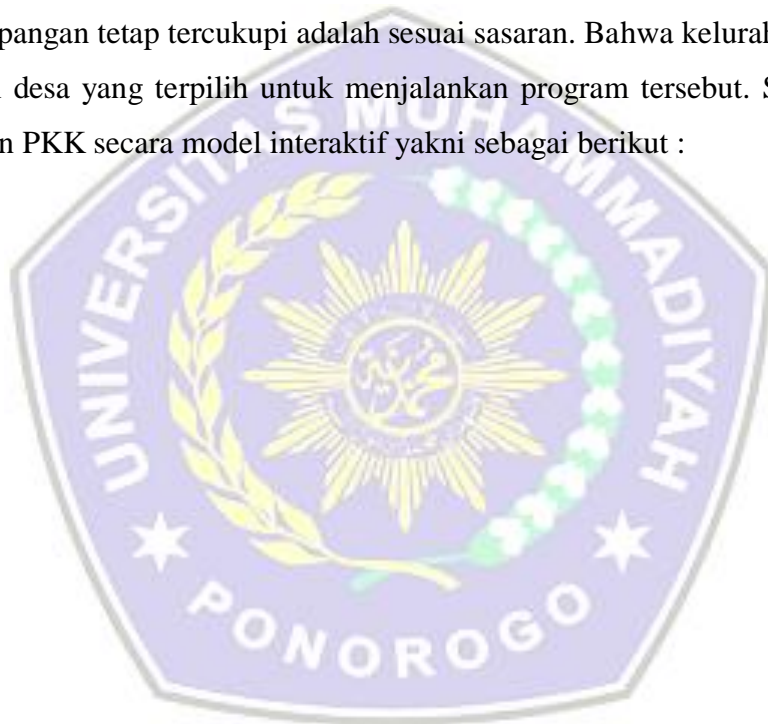 pangan tetap tercukupi adalah sesuai sasaran. Bahwa kelurah
desa yang terpilih untuk menjalankan program tersebut. S
n PKK secara model interaktif yakni sebagai berikut :
UNIVERSITAS MUHAMMADIYAH
PONOROGO